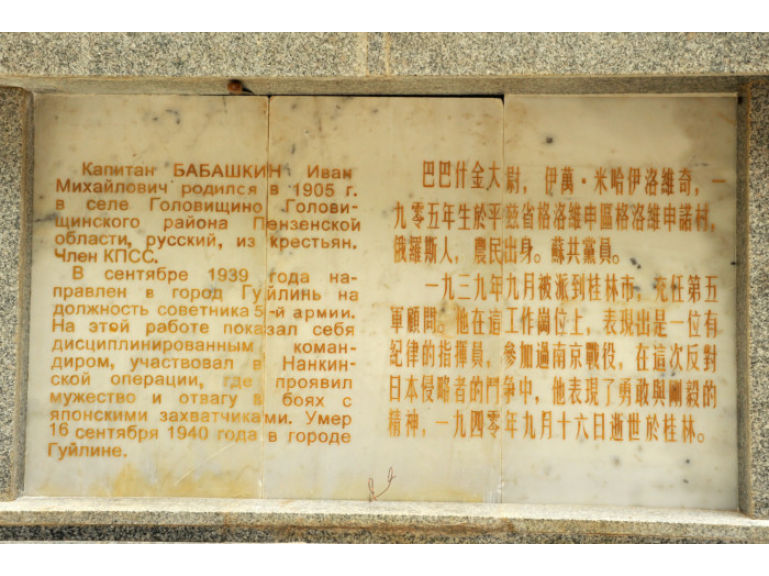 Капитан БАБАШКИН Иван
Михайлович родился в 1905 г.
в селе Головищино Голови-
щинского района Пензенской
области, русский, из крестьян.
Член КПСС.
В сентябре 1939 года на-
правлен в город Гуйлинь на
должность советника 5-й армии.
На этой работе показал себя
дисциплинированным коман-
диром, участвовал в Нанкин-
ской операции, где проявил
мужество и отвагу в боях с
японскими захватчиками. Умер
16 сентября 1940 года в городе
Гуйлине.
巴巴什金大尉，伊萬·米哈伊洛維奇，一
九零五年生於平茲省格洛維申區格洛維申諾村，
俄羅斯人，農民出身。蘇共黨員。
一九三九年九月被派到桂林市，充任第五
軍顧問。他在這工作崗位上，表現出是一位有
紀律的指揮員，參加過南京戰役，在這次反對
日本侵略者的鬥爭中，他表現了勇敢與剛毅的
精神，一九四零年九月十六日逝世於桂林。